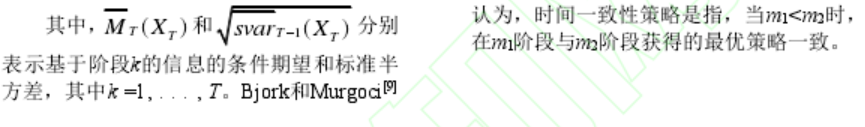 其中，$\overline{M}_T(X_T)$ 和 $\sqrt{\overline{svar}_{T-1}(X_T)}$ 分别
表示基于阶段k的信息的条件期望和标准半
方差，其中k =1, . . . , T。Bjork和Murgoci[9]
认为，时间一致性策略是指，当m1<m2时，
在m1阶段与m2阶段获得的最优策略一致。